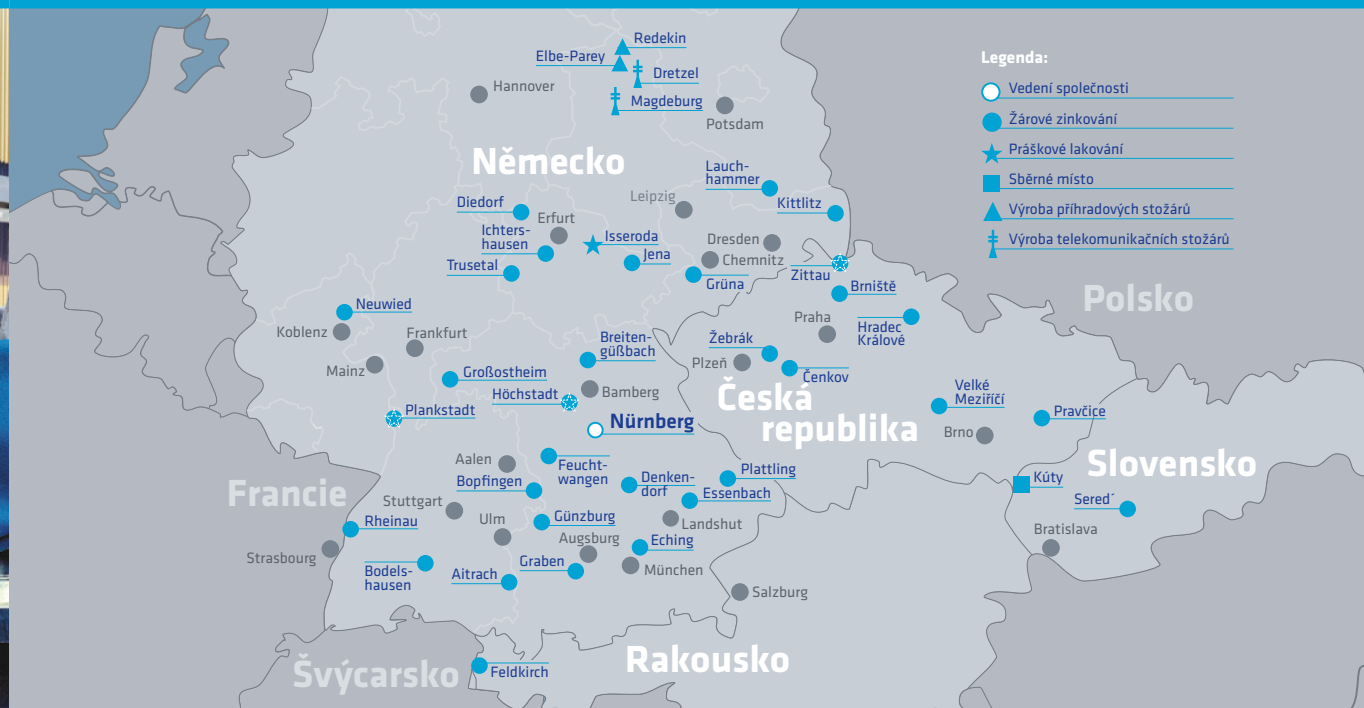 Redekin
Elbe-Parey
Dretzel
Magdeburg
Hannover
Potsdam
Legenda:
Vedení společnosti
Žárové zinkování
Práškové lakování
Sběrné místo
Výroba příhradových stožárů
Výroba telekomunikačních stožárů
Německo
Lauch-
hammer
Kittlitz
Leipzig
Diedorf
Erfurt
Ichters-
hausen
Isseroda
Jena
Trusetal
Dresden
Chemnitz
Grüna
Zittau
Brniště
Polsko
Neuwied
Koblenz
Frankfurt
Mainz
Praha
Hradec
Králové
Breiten-
güßbach
Žebrák
Plzeň
Čenkov
Großostheim
Höchstadt
Bamberg
Plankstadt
Nürnberg
Česká
republika
Velké
Meziříčí
Brno
Pravčice
Slovensko
Kúty
Sered´
Bratislava
Francie
Aalen
Bopfingen
Feucht-
wangen
Denken-
dorf
Plattling
Essenbach
Stuttgart
Ulm
Günzburg
Augsburg
Landshut
Eching
München
Rheinau
Strasbourg
Bodels-
hausen
Aitrach
Graben
Salzburg
Rakousko
Švýcarsko
Feldkirch